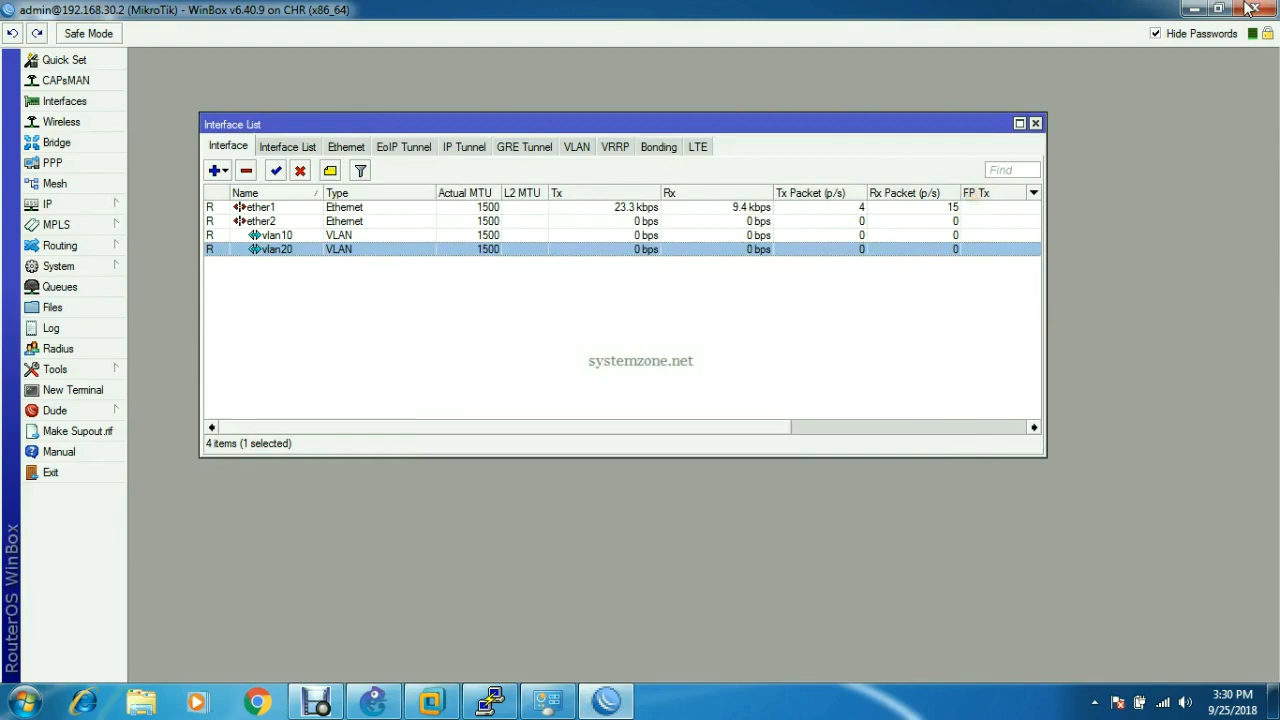 admin@192.168.30.2 (MikroTik) - WinBox v6.40.9 on CHR (x86_64)
Safe Mode
Hide Passwords
Quick Set
CAPsMAN
Interfaces
Wireless
Bridge
PPP
Mesh
IP
MPLS
Routing
System
Queues
Files
Log
Radius
Tools
New Terminal
Dude
Make Supout.rif
Manual
Exit
RouterOS WinBox
Interface List
Interface Interface List Ethernet EoIP Tunnel IP Tunnel GRE Tunnel VLAN VRRP Bonding LTE
Find
Name Type Actual MTU L2 MTU Tx Rx Tx Packet (p/s) Rx Packet (p/s) FP Tx
R ether1 Ethernet 1500 23.3 kbps 9.4 kbps 4 15
R ether2 Ethernet 1500 0 bps 0 bps 0 0
R vlan10 VLAN 1500 0 bps 0 bps 0 0
R vlan20 VLAN 1500 0 bps 0 bps 0 0
systemzone.net
4 items (1 selected)
3:30 PM
9/25/2018